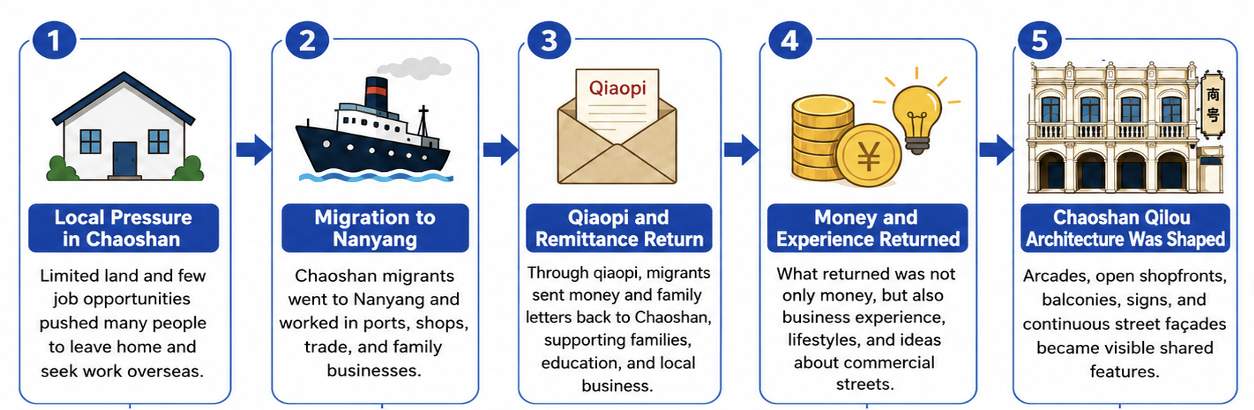 1
Local Pressure
in Chaoshan
Limited land and few
job opportunities
pushed many people
to leave home and
seek work overseas.
2
Migration to
Nanyang
Chaoshan migrants
went to Nanyang and
worked in ports, shops,
trade, and family
businesses.
3
Qiaopi
Qiaopi and
Remittance Return
Through qiaopi, migrants
sent money and family
letters back to Chaoshan,
supporting families,
education, and local
business.
4
¥
Money and
Experience Returned
What returned was not
only money, but also
business experience,
lifestyles, and ideas
about commercial
streets.
5
商
Chaoshan Qilou
Architecture Was Shaped
Arcades, open shopfronts,
balconies, signs, and
continuous street façades
became visible shared
features.